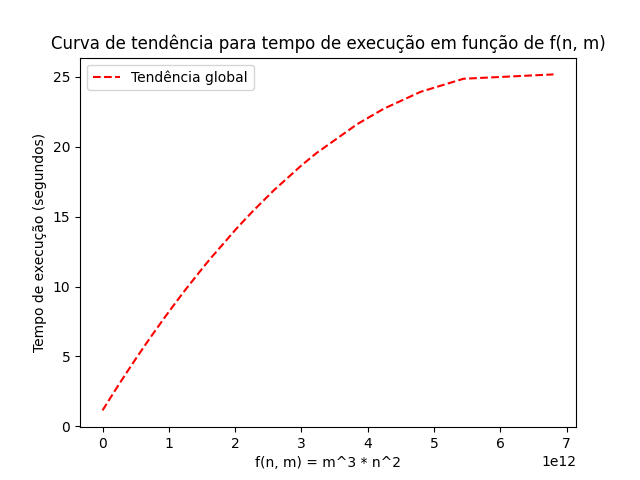 Curva de tendência para tempo de execução em função de f(n, m)
Tendência global
Tempo de execução (segundos)
25
20
15
10
5
0
0 1 2 3 4 5 6 7
1e12
f(n, m) = m^3 * n^2